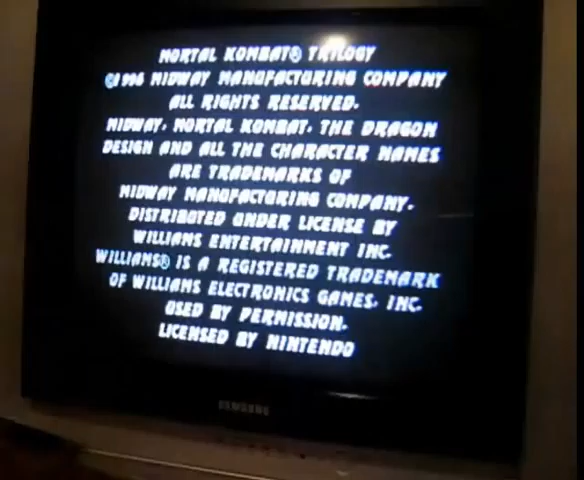 MORTAL KOMBAT® TRILOGY
©1996 MIDWAY MANUFACTURING COMPANY
ALL RIGHTS RESERVED.
MIDWAY, MORTAL KOMBAT, THE DRAGON
DESIGN AND ALL THE CHARACTER NAMES
ARE TRADEMARKS OF
MIDWAY MANUFACTURING COMPANY.
DISTRIBUTED UNDER LICENSE BY
WILLIAMS ENTERTAINMENT INC.
WILLIAMS® IS A REGISTERED TRADEMARK
OF WILLIAMS ELECTRONICS GAMES, INC.
USED BY PERMISSION.
LICENSED BY NINTENDO
SAMSUNG